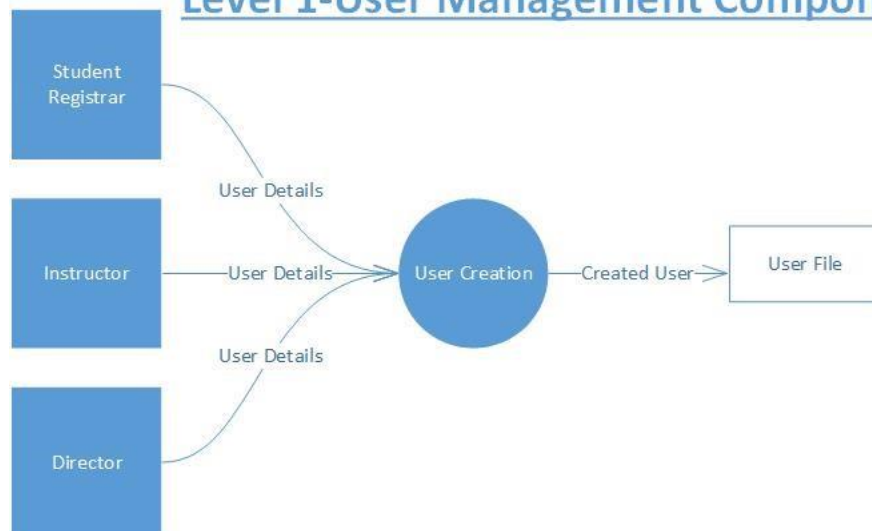 Level 1-User Management
Student
Registrar
User Details
Instructor
User Details
User Creation
Created User
User File
User Details
Director